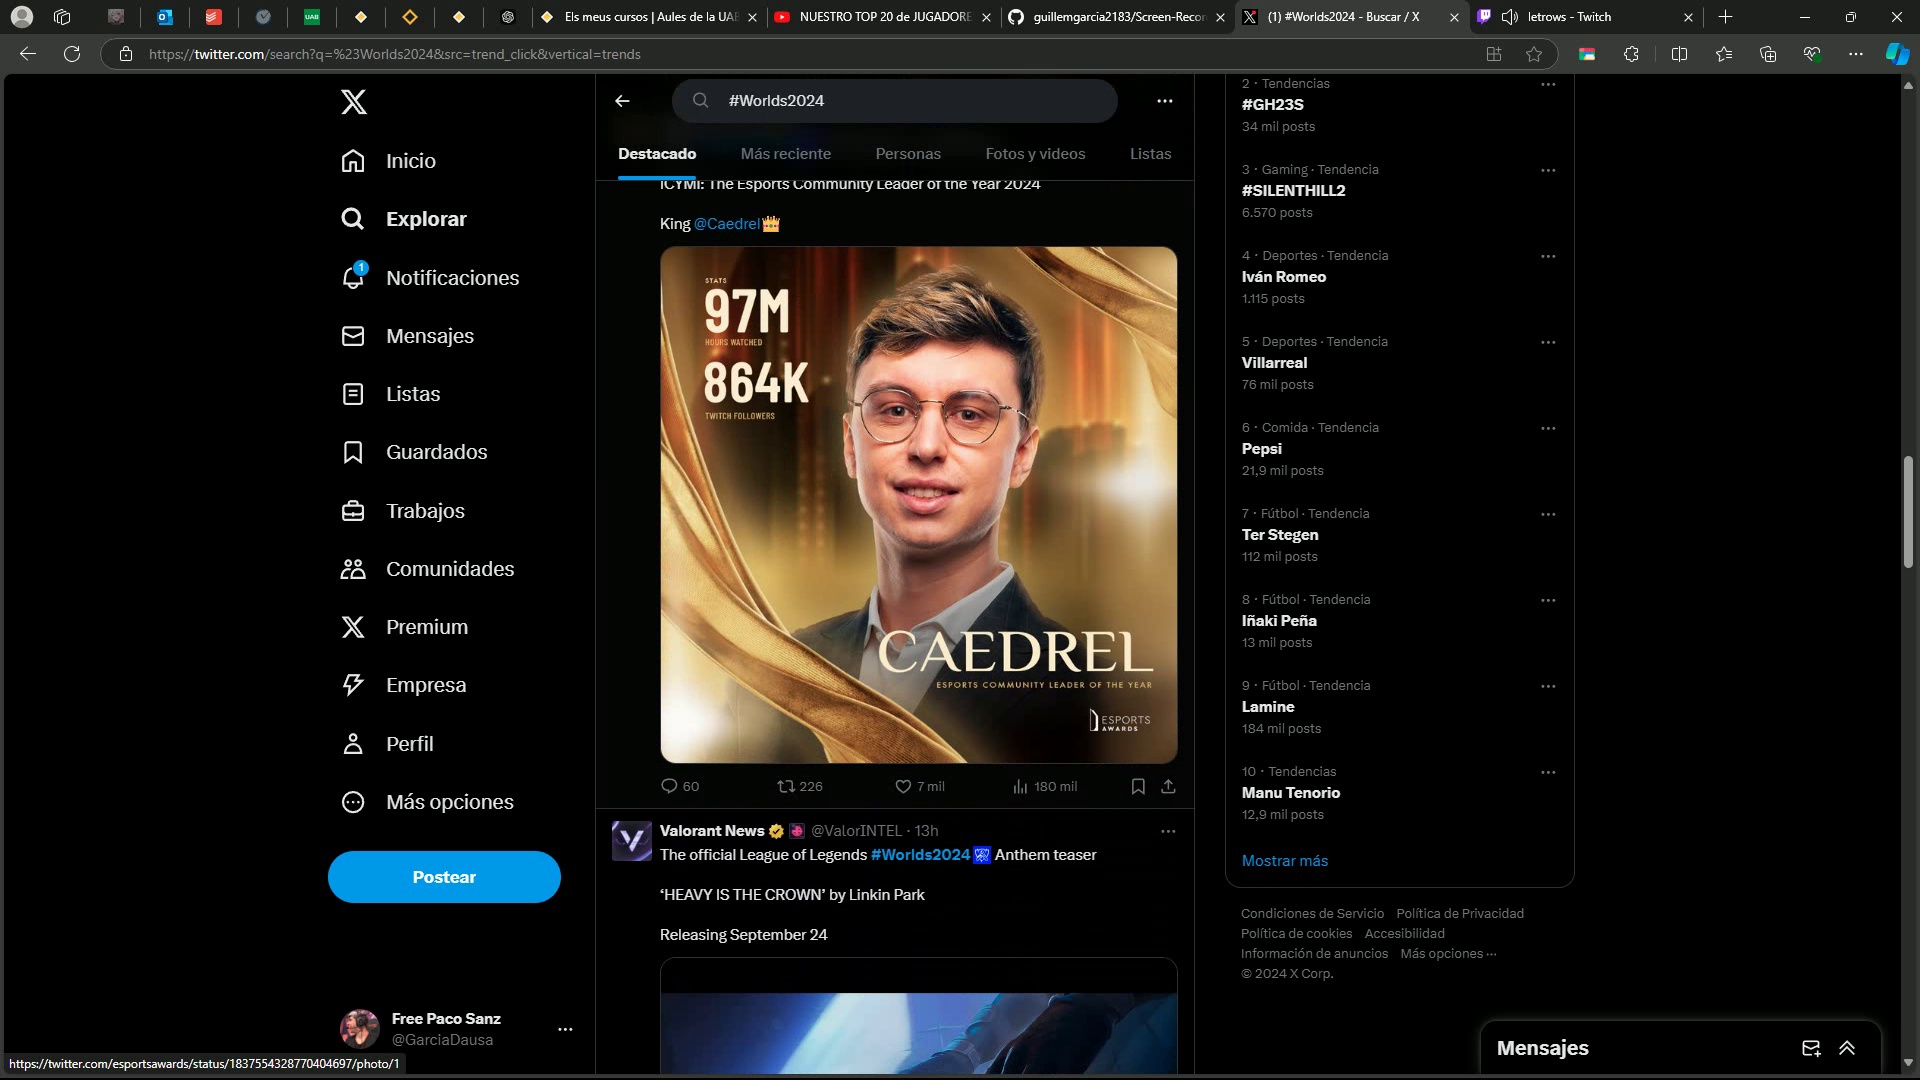 Els meus cursos | Aules de la UAB
NUESTRO TOP 20 de JUGADORE
guillemgarcia2183/Screen-Recor
(1) #Worlds2024 - Buscar / X
letrows - Twitch
https://twitter.com/search?q=%23Worlds2024&src=trend_click&vertical=trends
Inicio
Explorar
1
Notificaciones
Mensajes
Listas
Guardados
Trabajos
Comunidades
Premium
Empresa
Perfil
Más opciones
Postear
Free Paco Sanz
@GarciaDausa
https://twitter.com/esportsawards/status/1837554328770404697/photo/1
#Worlds2024
Destacado
Más reciente
Personas
Fotos y videos
Listas
ICYMI: The Esports Community Leader of the Year 2024
King @Caedrel
STATS
97M
HOURS WATCHED
864K
TWITCH FOLLOWERS
CAEDREL
ESPORTS COMMUNITY LEADER OF THE YEAR
ESPORTS
AWARDS
60
226
7 mil
180 mil
Valorant News @ValorINTEL · 13h
The official League of Legends #Worlds2024 Anthem teaser
‘HEAVY IS THE CROWN’ by Linkin Park
Releasing September 24
2 · Tendencias
#GH23S
34 mil posts
3 · Gaming · Tendencia
#SILENTHILL2
6.570 posts
4 · Deportes · Tendencia
Iván Romeo
1.115 posts
5 · Deportes · Tendencia
Villarreal
76 mil posts
6 · Comida · Tendencia
Pepsi
21,9 mil posts
7 · Fútbol · Tendencia
Ter Stegen
112 mil posts
8 · Fútbol · Tendencia
Iñaki Peña
13 mil posts
9 · Fútbol · Tendencia
Lamine
184 mil posts
10 · Tendencias
Manu Tenorio
12,9 mil posts
Mostrar más
Condiciones de Servicio Política de Privacidad
Política de cookies Accesibilidad
Información de anuncios Más opciones ···
© 2024 X Corp.
Mensajes